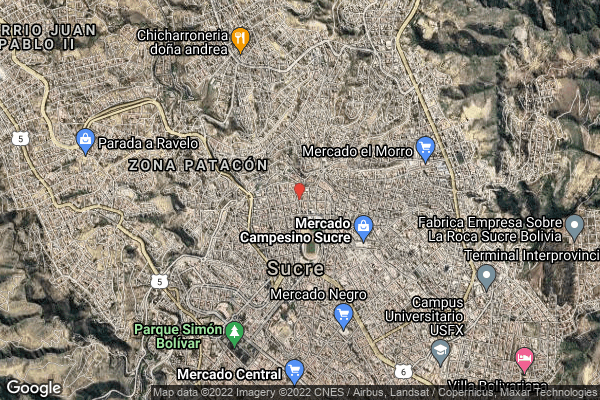 Chicharroneria
doña andrea
RRIO JUAN
PABLO II
5
Parada a Ravelo
ZONA PATACÓN
Mercado el Morro
Mercado
Campesino Sucre
Fabrica Empresa Sobre
La Roca Sucre Bolivia
Terminal Interprovinci
Sucre
5
Mercado Negro
Campus
Universitario
USFX
Parque Simón
Bolívar
Mercado Central
6
Villa Bolivariana
Google
Map data ©2022 Imagery ©2022 CNES / Airbus, Landsat / Copernicus, Maxar Technologies